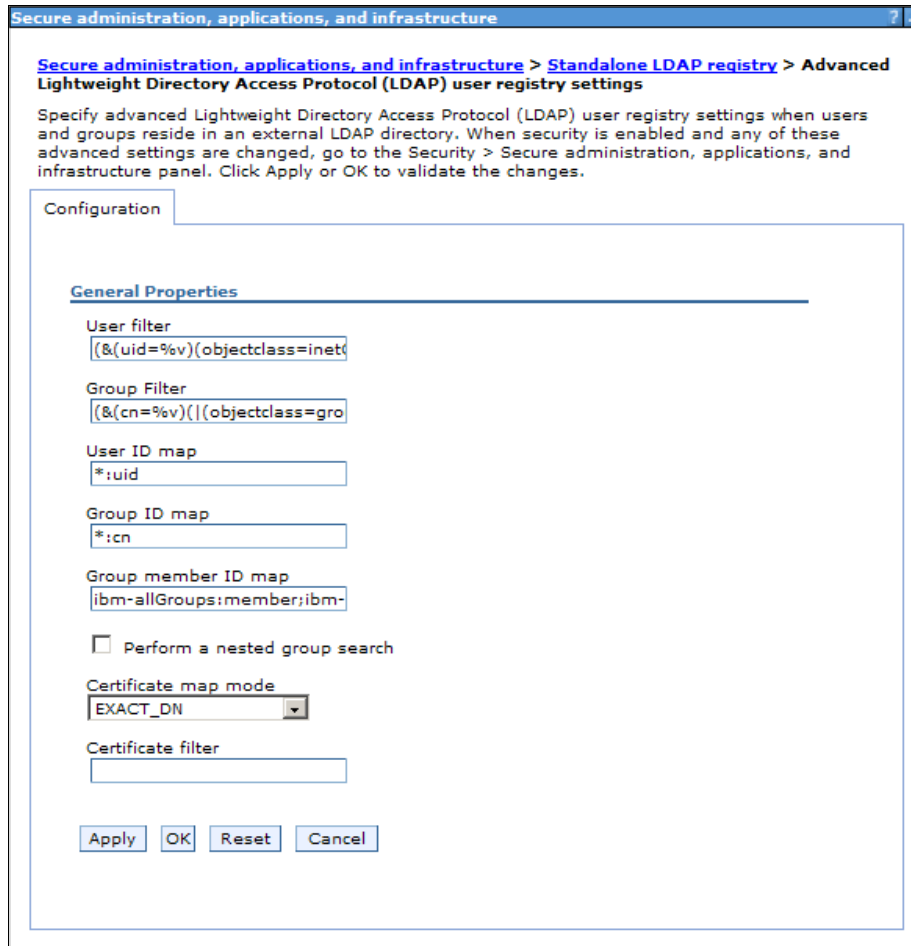 Secure administration, applications, and infrastructure ?
Secure administration, applications, and infrastructure > Standalone LDAP registry > Advanced
Lightweight Directory Access Protocol (LDAP) user registry settings
Specify advanced Lightweight Directory Access Protocol (LDAP) user registry settings when users
and groups reside in an external LDAP directory. When security is enabled and any of these
advanced settings are changed, go to the Security > Secure administration, applications, and
infrastructure panel. Click Apply or OK to validate the changes.
Configuration
General Properties
User filter
(&(uid=%v)(objectclass=inet
Group Filter
(&(cn=%v)(|(objectclass=gro
User ID map
*:uid
Group ID map
*:cn
Group member ID map
ibm-allGroups:member;ibm-
Perform a nested group search
Certificate map mode
EXACT_DN
Certificate filter
Apply OK Reset Cancel